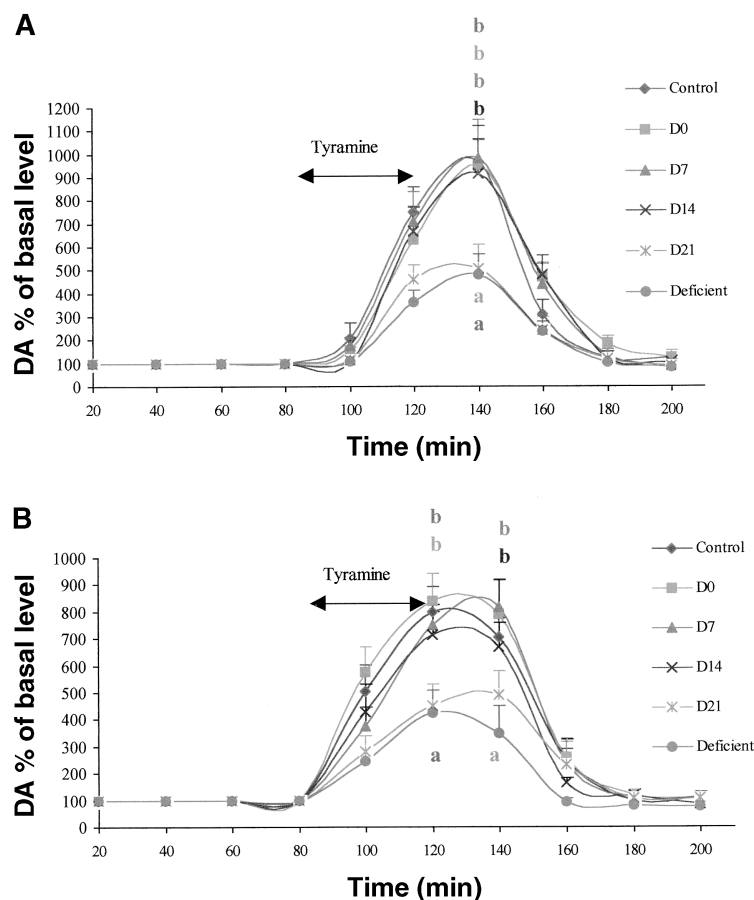 A
b
b
b
b
Control
D0
D7
D14
D21
Deficient
Tyramine
DA % of basal level
1200
1100
1000
900
800
700
600
500
400
300
200
100
0
a
a
20 40 60 80 100 120 140 160 180 200
Time (min)
B
b
b
b
b
Control
D0
D7
D14
D21
Deficient
Tyramine
DA % of basal level
1000
900
800
700
600
500
400
300
200
100
0
a a
20 40 60 80 100 120 140 160 180 200
Time (min)